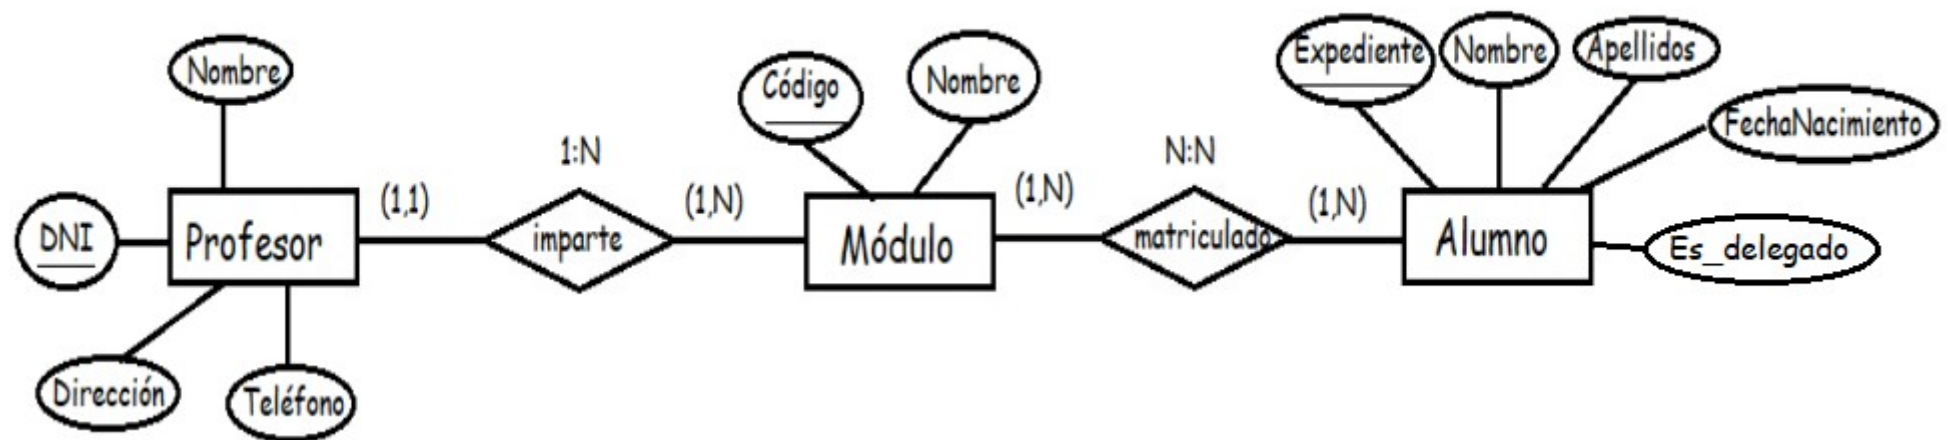 Nombre
DNI
Profesor
Dirección
Teléfono
(1,1)
1:N
imparte
(1,N)
Código
Nombre
Módulo
(1,N)
N:N
matriculado
(1,N)
Expediente
Nombre
Apellidos
FechaNacimiento
Alumno
Es_delegado